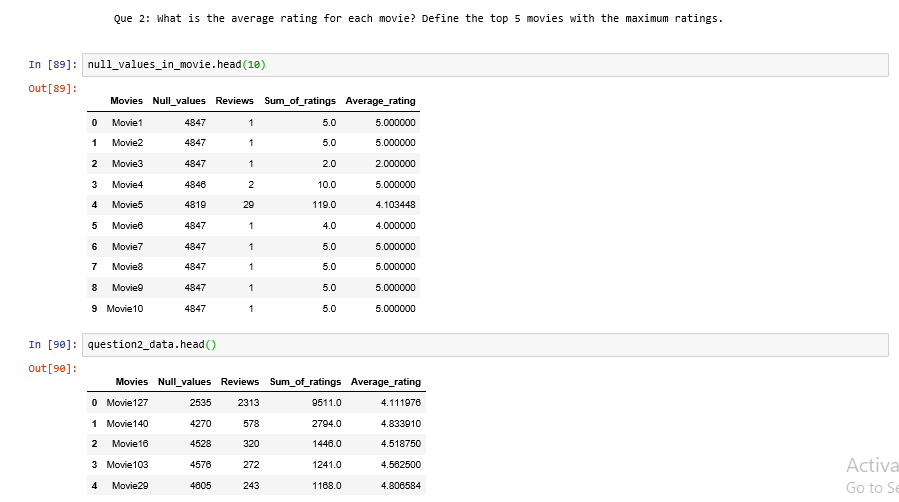 Que 2: What is the average rating for each movie? Define the top 5 movies with the maximum ratings.
In [89]: null_values_in_movie.head(10)
Out[89]:
Movies Null_values Reviews Sum_of_ratings Average_rating
0 Movie1 4847 1 5.0 5.000000
1 Movie2 4847 1 5.0 5.000000
2 Movie3 4847 1 2.0 2.000000
3 Movie4 4846 2 10.0 5.000000
4 Movie5 4819 29 119.0 4.103448
5 Movie6 4847 1 4.0 4.000000
6 Movie7 4847 1 5.0 5.000000
7 Movie8 4847 1 5.0 5.000000
8 Movie9 4847 1 5.0 5.000000
9 Movie10 4847 1 5.0 5.000000
In [90]: question2_data.head()
Out[90]:
Movies Null_values Reviews Sum_of_ratings Average_rating
0 Movie127 2535 2313 9511.0 4.111976
1 Movie140 4270 578 2794.0 4.833910
2 Movie16 4528 320 1446.0 4.518750
3 Movie103 4576 272 1241.0 4.562500
4 Movie29 4605 243 1168.0 4.806584
Activa
Go to Se